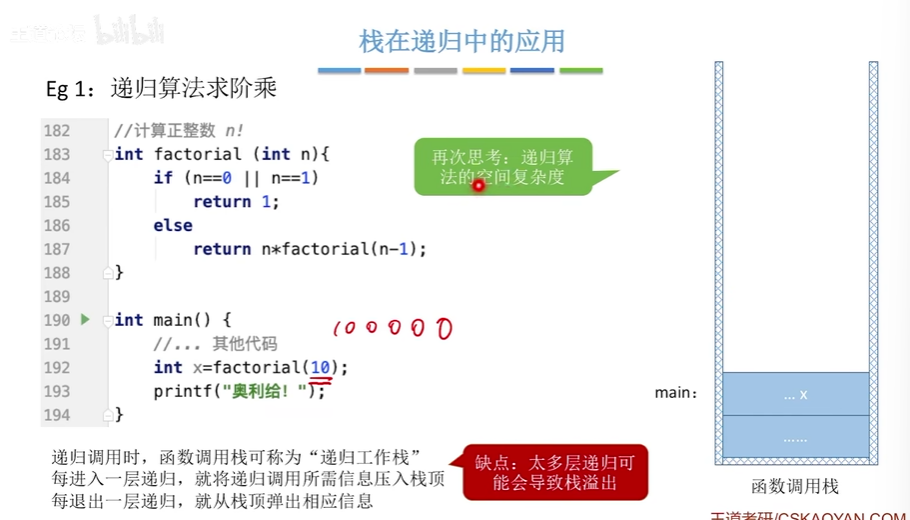 bilibili
栈在递归中的应用
Eg 1：递归算法求阶乘
182 //计算正整数 n!
183 int factorial (int n){
184 if (n==0 || n==1)
185 return 1;
186 else
187 return n*factorial(n-1);
188 }
189
190 int main() {
191 //... 其他代码
192 int x=factorial(10);
193 printf("奥利给！");
194 }
100000
再次思考：递归算
法的空间复杂度
main：
... x
......
函数调用栈
递归调用时，函数调用栈可称为“递归工作栈”
每进入一层递归，就将递归调用所需信息压入栈顶
每退出一层递归，就从栈顶弹出相应信息
缺点：太多层递归可
能会导致栈溢出
王道考研/CSKAOYAN.COM